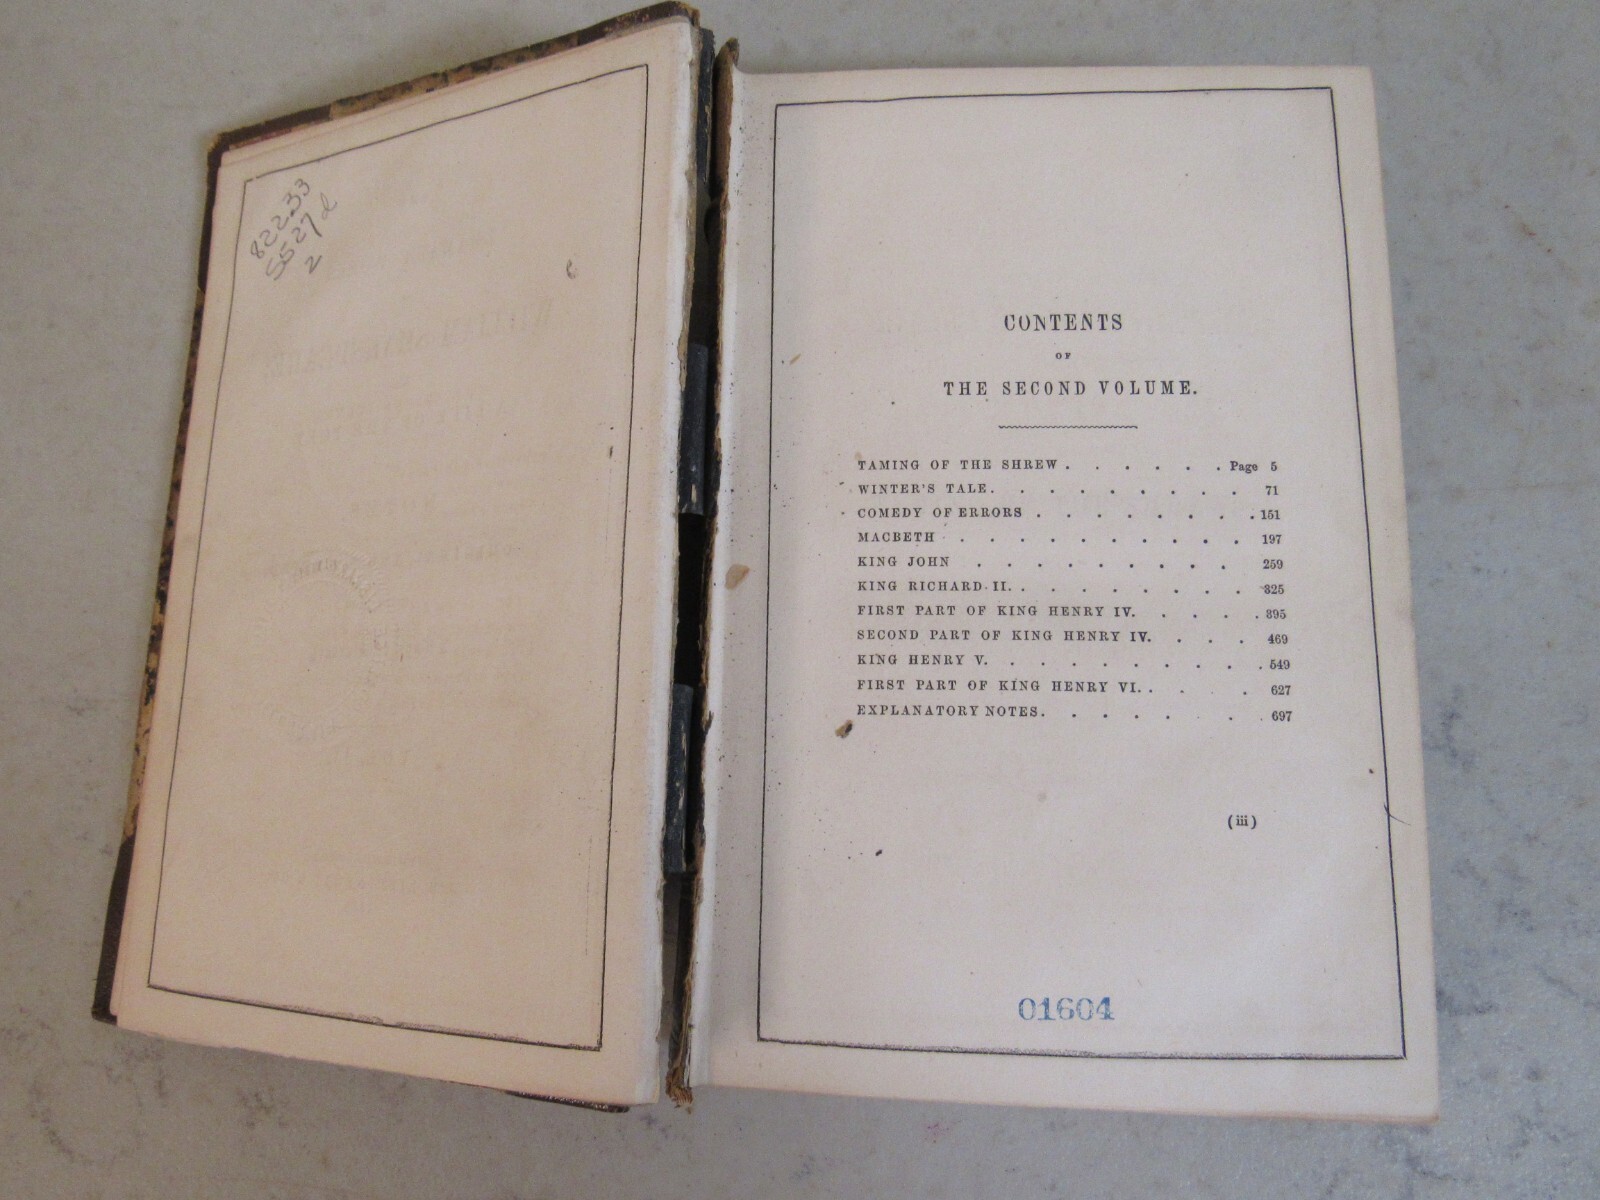 822.33
S527d
2
CONTENTS
OF
THE SECOND VOLUME.
TAMING OF THE SHREW . . . . . . Page 5
WINTER'S TALE . . . . . . . . . 71
COMEDY OF ERRORS . . . . . . . . 151
MACBETH . . . . . . . . . . . 197
KING JOHN . . . . . . . . . 259
KING RICHARD II. . . . . . . . . 325
FIRST PART OF KING HENRY IV. . . . . 395
SECOND PART OF KING HENRY IV. . . . 469
KING HENRY V. . . . . . . . . . 549
FIRST PART OF KING HENRY VI. . . . . 627
EXPLANATORY NOTES. . . . . . . . 697
(iii)
01604